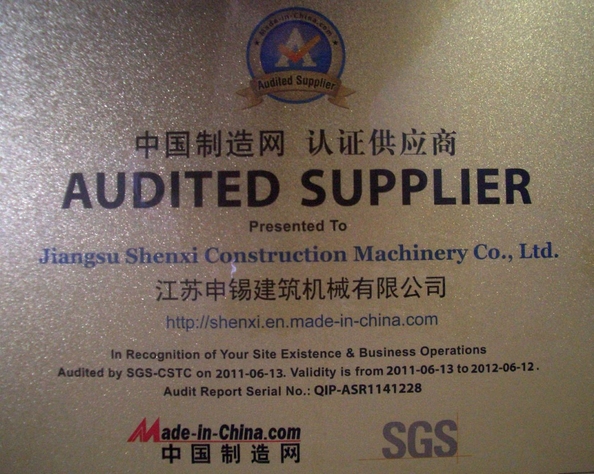 Made-in-China.com
A
Audited Supplier
中国制造网 认证供应商
AUDITED SUPPLIER
Presented To
Jiangsu Shenxi Construction Machinery Co., Ltd.
江苏申锡建筑机械有限公司
http://shenxi.en.made-in-china.com
In Recognition of Your Site Existence & Business Operations
Audited by SGS-CSTC on 2011-06-13. Validity is from 2011-06-13 to 2012-06-12.
Audit Report Serial No.: QIP-ASR1141228
Made-in-China.com
中国制造网
SGS